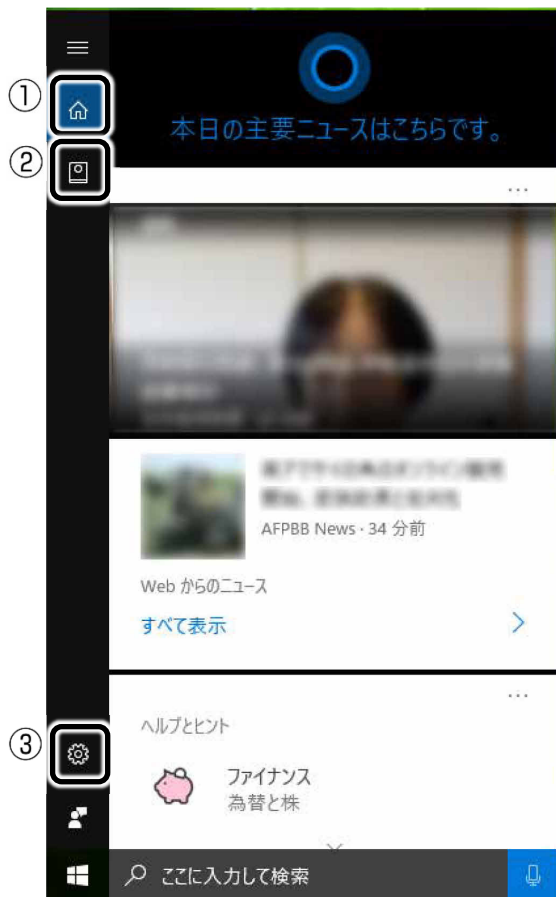 ①
本日の主要ニュースはこちらです。
②
AFPBB News · 34 分前
Web からのニュース
すべて表示
③
ヘルプとヒント
ファイナンス
為替と株
ここに入力して検索